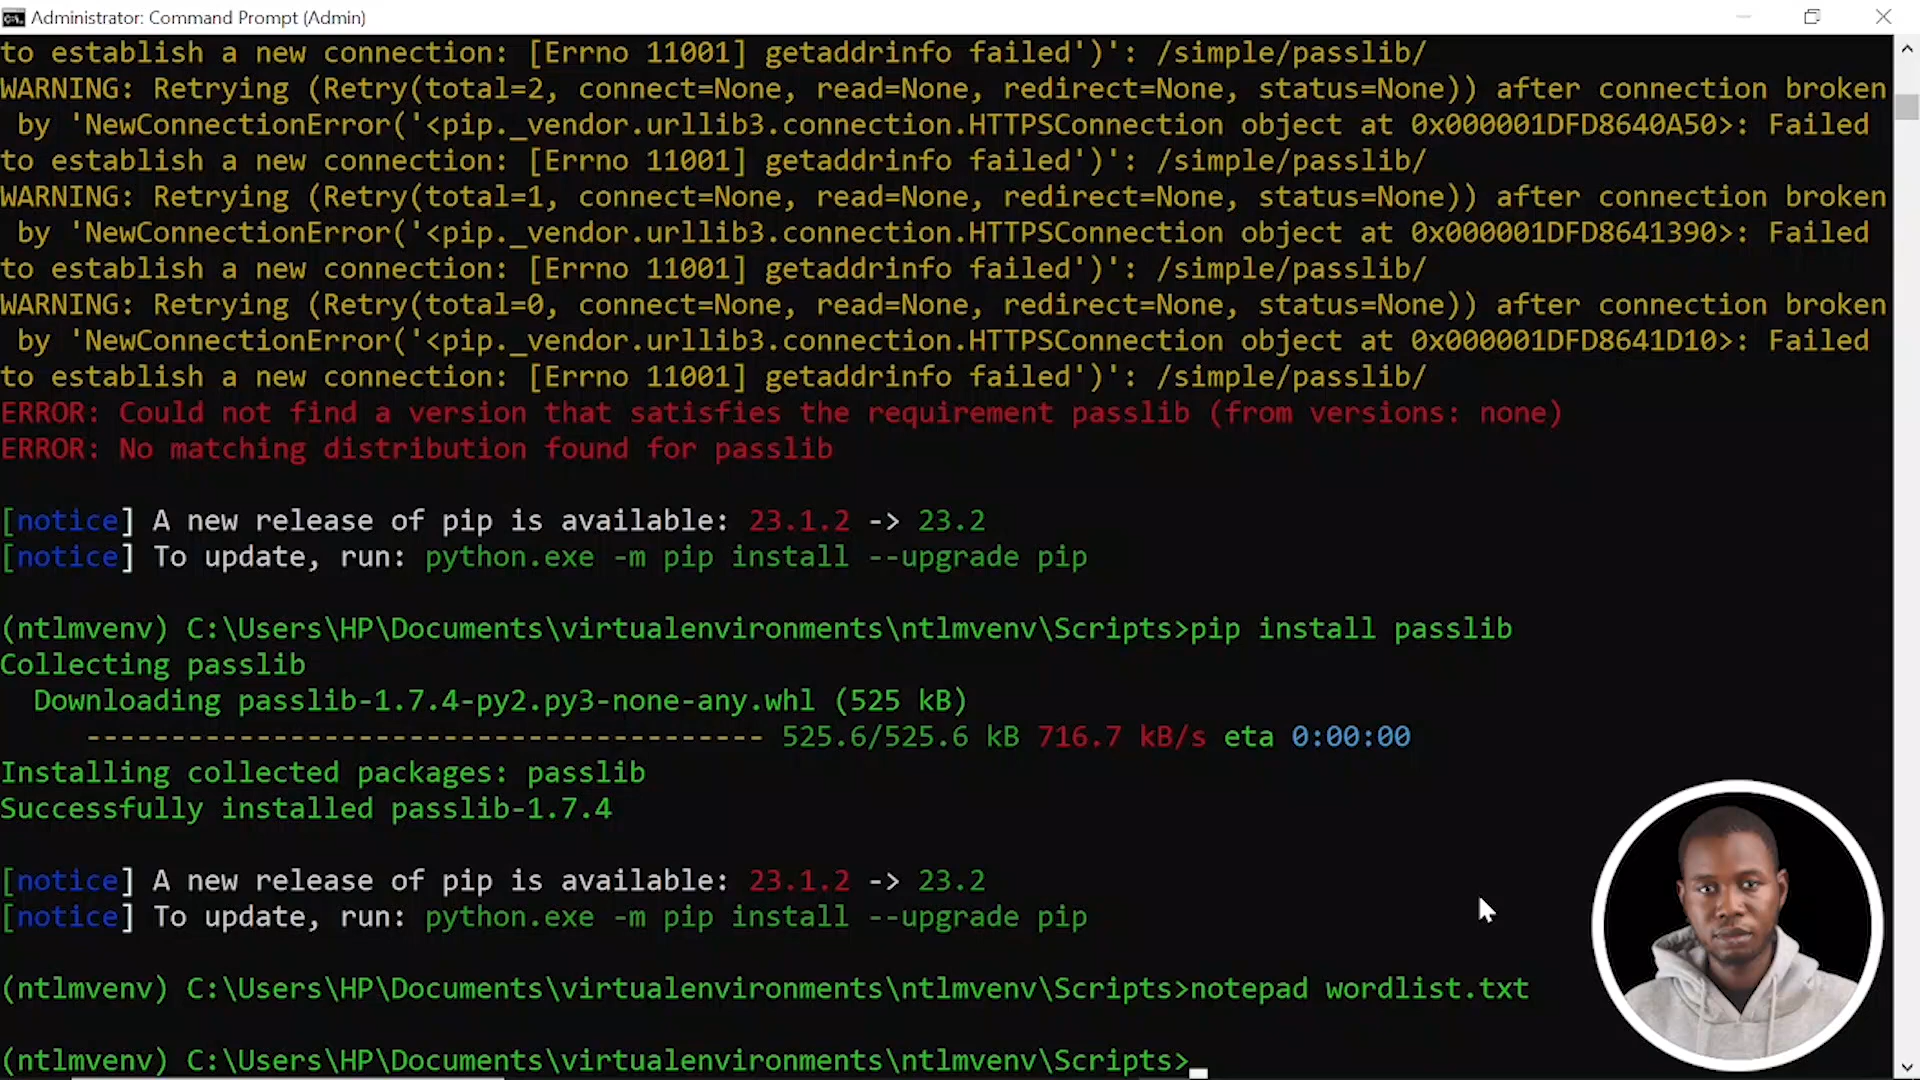 Administrator: Command Prompt (Admin)
to establish a new connection: [Errno 11001] getaddrinfo failed')': /simple/passlib/
WARNING: Retrying (Retry(total=2, connect=None, read=None, redirect=None, status=None)) after connection broken
by 'NewConnectionError('<pip._vendor.urllib3.connection.HTTPSConnection object at 0x000001DFD8640A50>: Failed
to establish a new connection: [Errno 11001] getaddrinfo failed')': /simple/passlib/
WARNING: Retrying (Retry(total=1, connect=None, read=None, redirect=None, status=None)) after connection broken
by 'NewConnectionError('<pip._vendor.urllib3.connection.HTTPSConnection object at 0x000001DFD8641390>: Failed
to establish a new connection: [Errno 11001] getaddrinfo failed')': /simple/passlib/
WARNING: Retrying (Retry(total=0, connect=None, read=None, redirect=None, status=None)) after connection broken
by 'NewConnectionError('<pip._vendor.urllib3.connection.HTTPSConnection object at 0x000001DFD8641D10>: Failed
to establish a new connection: [Errno 11001] getaddrinfo failed')': /simple/passlib/
ERROR: Could not find a version that satisfies the requirement passlib (from versions: none)
ERROR: No matching distribution found for passlib
[notice] A new release of pip is available: 23.1.2 -> 23.2
[notice] To update, run: python.exe -m pip install --upgrade pip
(ntlmvenv) C:\Users\HP\Documents\virtualenvironments\ntlmvenv\Scripts>pip install passlib
Collecting passlib
Downloading passlib-1.7.4-py2.py3-none-any.whl (525 kB)
---------------------------------------- 525.6/525.6 kB 716.7 kB/s eta 0:00:00
Installing collected packages: passlib
Successfully installed passlib-1.7.4
[notice] A new release of pip is available: 23.1.2 -> 23.2
[notice] To update, run: python.exe -m pip install --upgrade pip
(ntlmvenv) C:\Users\HP\Documents\virtualenvironments\ntlmvenv\Scripts>notepad wordlist.txt
(ntlmvenv) C:\Users\HP\Documents\virtualenvironments\ntlmvenv\Scripts>